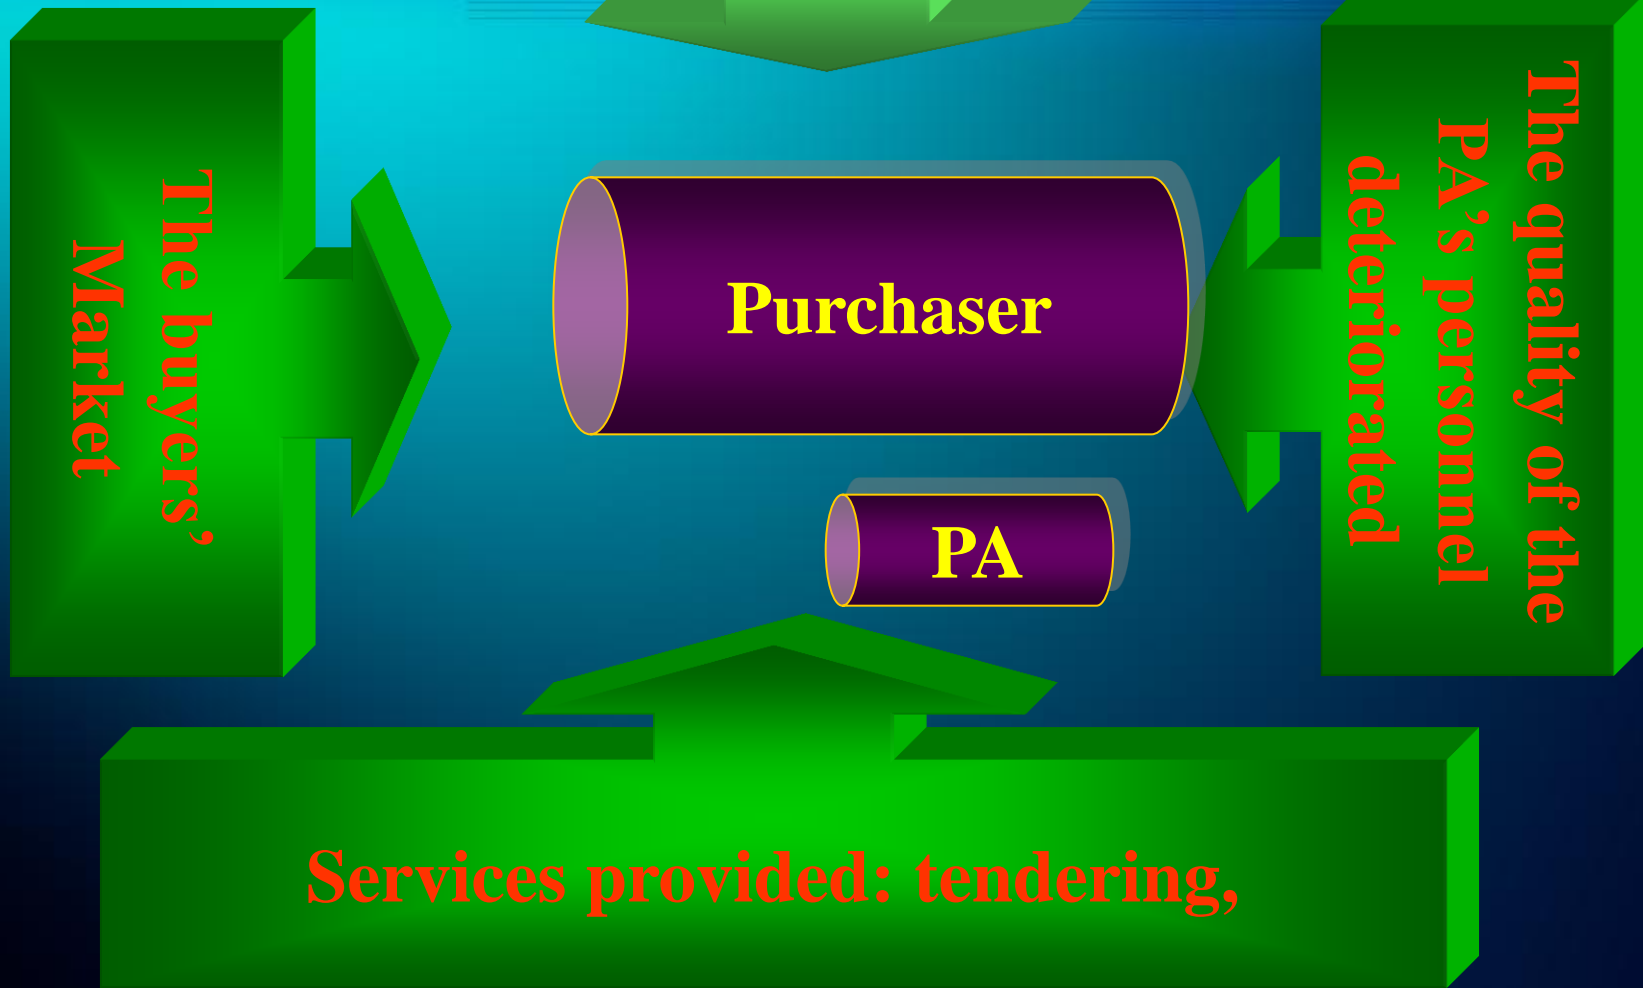 The buyers’
Market
Purchaser
PA
The quality of the
PA’s personnel
deteriorated
Services provided: tendering,